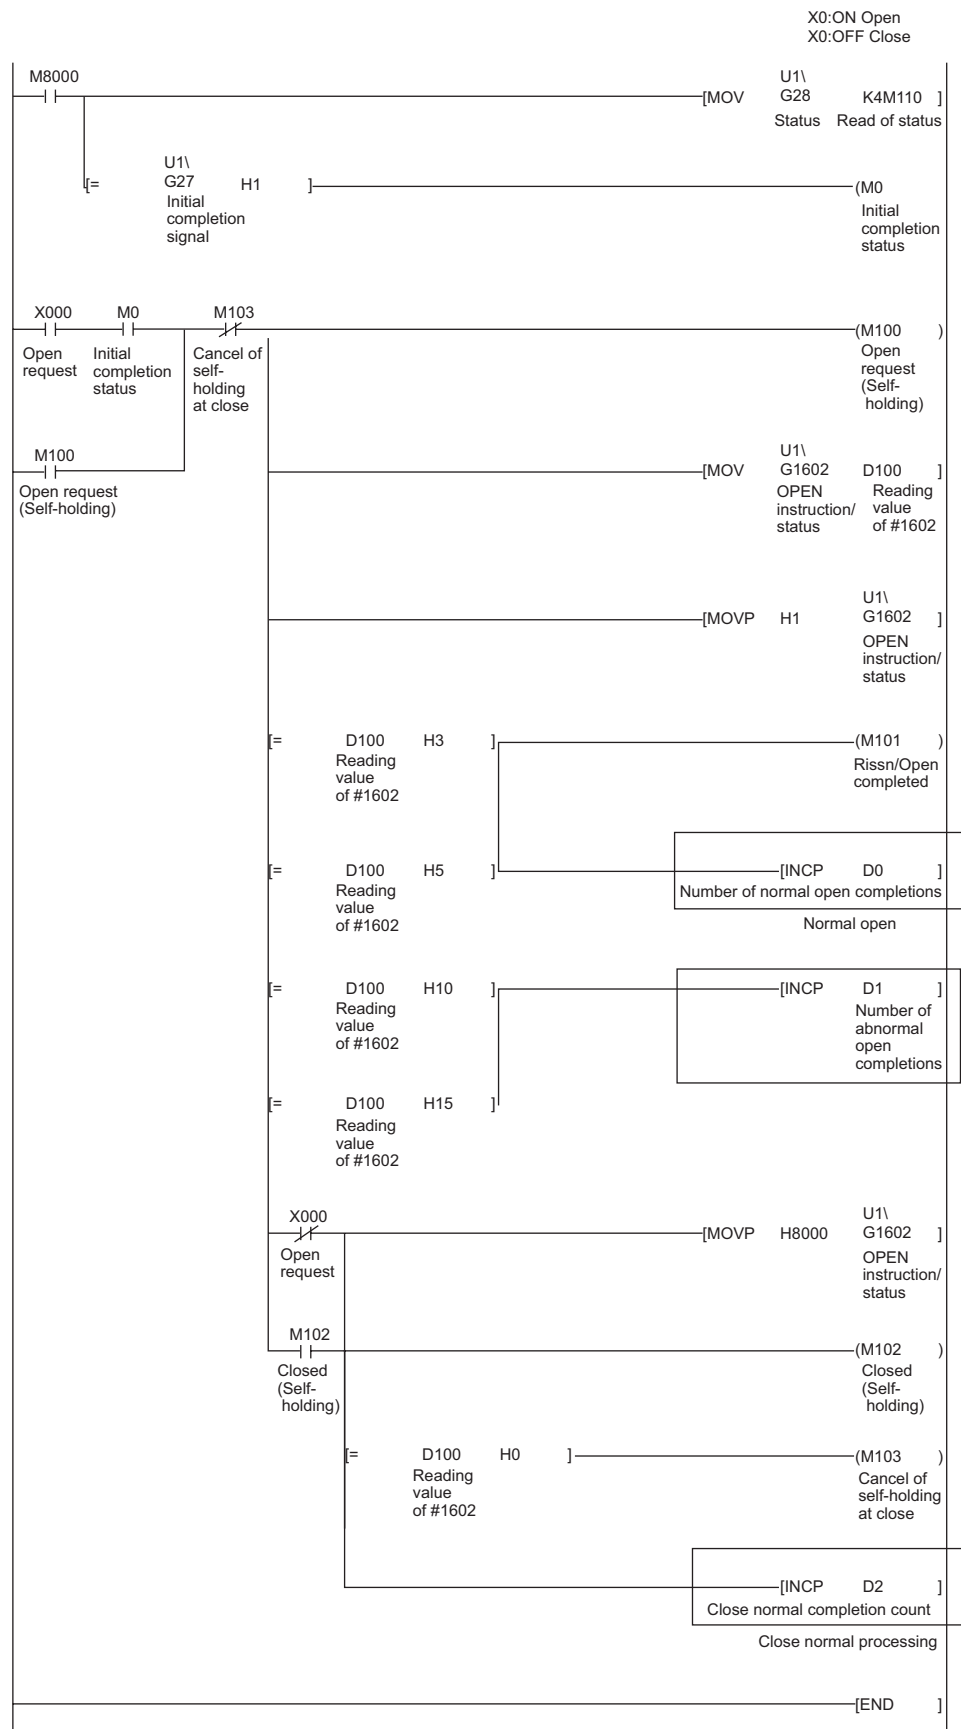 X0:ON Open
X0:OFF Close
M8000
U1\
[MOV G28 K4M110 ]
Status Read of status
U1\
[= G27 H1 ] (M0
Initial
completion
signal
Initial
completion
status
X000 M0 M103
(M100 )
Open
request
Initial
completion
status
Cancel of
self-
holding
at close
Open
request
(Self-
holding)
M100
Open request
(Self-holding)
U1\
[MOV G1602 D100 ]
OPEN
instruction/
status
Reading
value
of #1602
U1\
[MOVP H1 G1602 ]
OPEN
instruction/
status
[= D100 H3 ] (M101 )
Reading
value
of #1602
Rissn/Open
completed
[= D100 H5 ] [INCP D0 ]
Reading
value
of #1602
Number of normal open completions
Normal open
[= D100 H10 ] [INCP D1 ]
Reading
value
of #1602
Number of
abnormal
open
completions
[= D100 H15 ]
Reading
value
of #1602
X000
Open
request
U1\
[MOVP H8000 G1602 ]
OPEN
instruction/
status
M102
(M102 )
Closed
(Self-
holding)
Closed
(Self-
holding)
[= D100 H0 ] (M103 )
Reading
value
of #1602
Cancel of
self-holding
at close
[INCP D2 ]
Close normal completion count
Close normal processing
[END ]